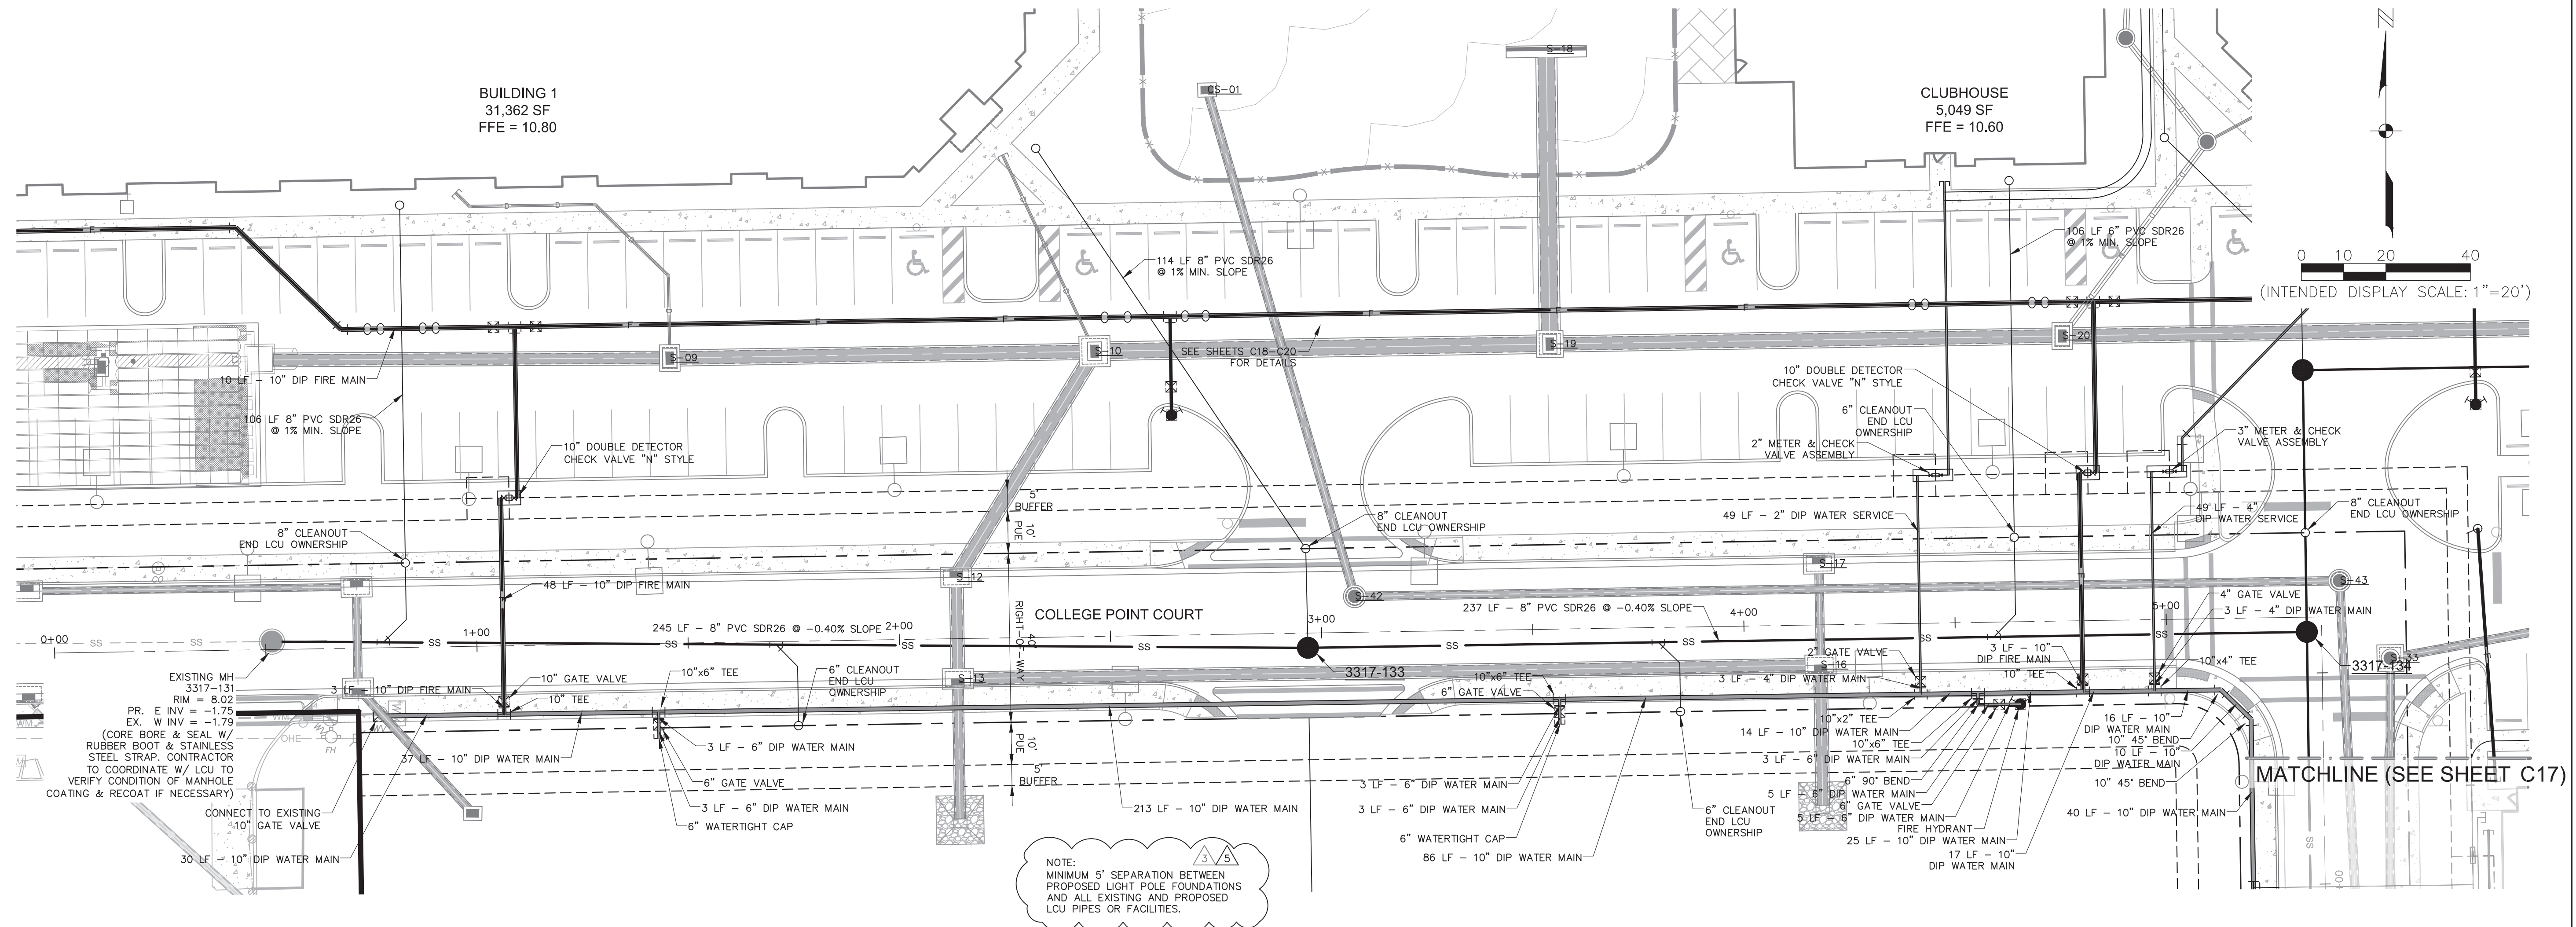 BUILDING 1
31,362 SF
FFE = 10.80
CS-01
S-18
CLUBHOUSE
5,049 SF
FFE = 10.60
N
0 10 20 40
(INTENDED DISPLAY SCALE: 1"=20')
114 LF 8" PVC SDR26
@ 1% MIN. SLOPE
106 LF 6" PVC SDR26
@ 1% MIN. SLOPE
S-09
S-10
S-19
S-20
SEE SHEETS C18-C20
FOR DETAILS
10 LF - 10" DIP FIRE MAIN
106 LF 8" PVC SDR26
@ 1% MIN. SLOPE
10" DOUBLE DETECTOR
CHECK VALVE "N" STYLE
10" DOUBLE DETECTOR
CHECK VALVE "N" STYLE
6" CLEANOUT
END LCU
OWNERSHIP
2" METER & CHECK
VALVE ASSEMBLY
3" METER & CHECK
VALVE ASSEMBLY
5'
BUFFER
10'
PUE
8" CLEANOUT
END LCU OWNERSHIP
8" CLEANOUT
END LCU OWNERSHIP
49 LF - 2" DIP WATER SERVICE
49 LF - 4"
DIP WATER SERVICE
8" CLEANOUT
END LCU OWNERSHIP
48 LF - 10" DIP FIRE MAIN
S-12
S-17
S-42
S-43
COLLEGE POINT COURT
40'
RIGHT-OF-WAY
237 LF - 8" PVC SDR26 @ -0.40% SLOPE
245 LF - 8" PVC SDR26 @ -0.40% SLOPE
4" GATE VALVE
3 LF - 4" DIP WATER MAIN
0+00
1+00
2+00
3+00
4+00
5+00
SS SS SS SS SS SS SS SS SS SS
EXISTING MH
3317-131
RIM = 8.02
PR. E INV = -1.75
EX. W INV = -1.79
(CORE BORE & SEAL W/
RUBBER BOOT & STAINLESS
STEEL STRAP. CONTRACTOR
TO COORDINATE W/ LCU TO
VERIFY CONDITION OF MANHOLE
COATING & RECOAT IF NECESSARY)
3 LF - 10" DIP FIRE MAIN
10" GATE VALVE
10" TEE
10"x6" TEE
6" CLEANOUT
END LCU
OWNERSHIP
S-13
3317-133
S-16
S-33
3317-134
10"x6" TEE
6" GATE VALVE
2" GATE VALVE
3 LF - 4" DIP WATER MAIN
3 LF - 10"
DIP FIRE MAIN
10" TEE
10"x4" TEE
WM
OHE
FH
37 LF - 10" DIP WATER MAIN
3 LF - 6" DIP WATER MAIN
6" GATE VALVE
3 LF - 6" DIP WATER MAIN
6" WATERTIGHT CAP
10'
PUE
5'
BUFFER
213 LF - 10" DIP WATER MAIN
3 LF - 6" DIP WATER MAIN
3 LF - 6" DIP WATER MAIN
6" WATERTIGHT CAP
86 LF - 10" DIP WATER MAIN
6" CLEANOUT
END LCU
OWNERSHIP
10"x2" TEE
14 LF - 10" DIP WATER MAIN
10"x6" TEE
3 LF - 6" DIP WATER MAIN
6" 90° BEND
5 LF - 6" DIP WATER MAIN
6" GATE VALVE
5 LF - 6" DIP WATER MAIN
FIRE HYDRANT
25 LF - 10" DIP WATER MAIN
17 LF - 10"
DIP WATER MAIN
16 LF - 10"
DIP WATER MAIN
10" 45° BEND
10 LF - 10"
DIP WATER MAIN
10" 45° BEND
40 LF - 10" DIP WATER MAIN
MATCHLINE (SEE SHEET C17)
SS
CONNECT TO EXISTING
10" GATE VALVE
30 LF - 10" DIP WATER MAIN
3 5
NOTE:
MINIMUM 5' SEPARATION BETWEEN
PROPOSED LIGHT POLE FOUNDATIONS
AND ALL EXISTING AND PROPOSED
LCU PIPES OR FACILITIES.